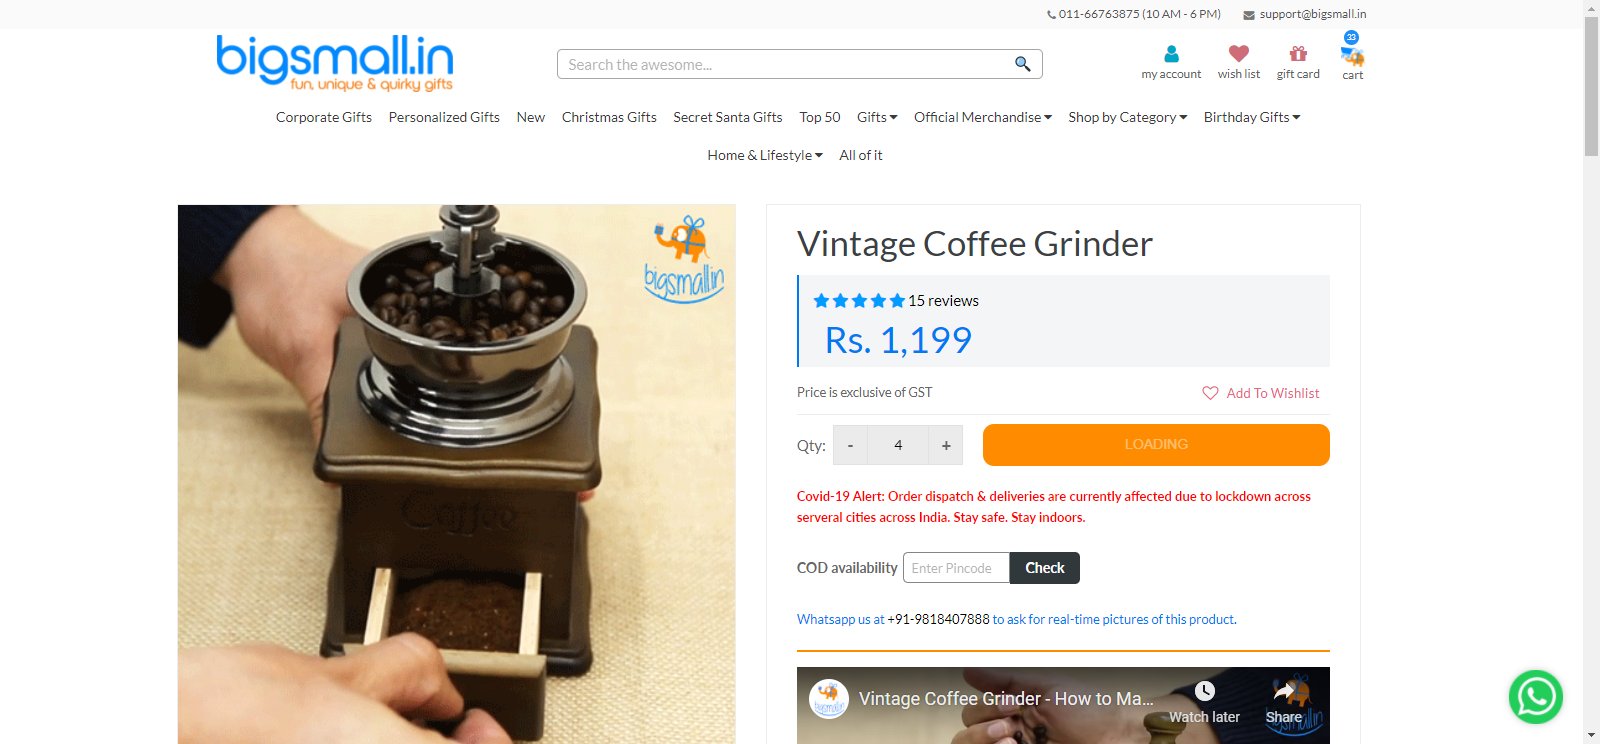 011-66763875 (10 AM - 6 PM) support@bigsmall.in
bigsmall.in
fun, unique & quirky gifts
Search the awesome...
my account
wish list
gift card
33
cart
Corporate Gifts Personalized Gifts New Christmas Gifts Secret Santa Gifts Top 50 Gifts Official Merchandise Shop by Category Birthday Gifts
Home & Lifestyle All of it
bigsmall.in
Coffee
Vintage Coffee Grinder
15 reviews
Rs. 1,199
Price is exclusive of GST Add To Wishlist
Qty: - 4 + LOADING
Covid-19 Alert: Order dispatch & deliveries are currently affected due to lockdown across
serveral cities across India. Stay safe. Stay indoors.
COD availability Enter Pincode Check
Whatsapp us at +91-9818407888 to ask for real-time pictures of this product.
bigsmall.in
Vintage Coffee Grinder - How to Ma...
Watch later
Share
bigsmall.in